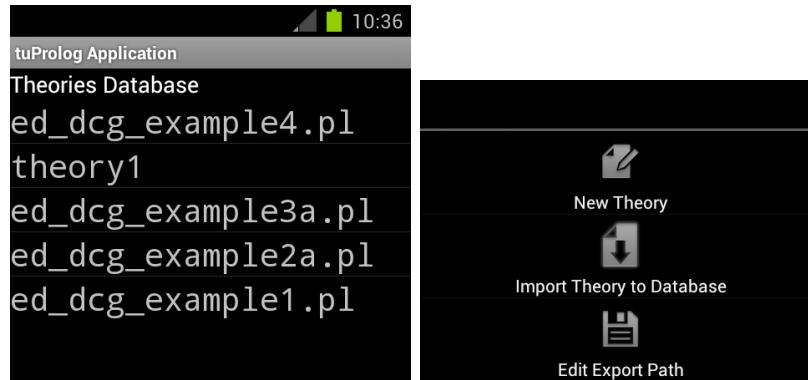 10:36
tuProlog Application
Theories Database
ed_dcg_example4.pl
theory1
ed_dcg_example3a.pl
ed_dcg_example2a.pl
ed_dcg_example1.pl
New Theory
Import Theory to Database
Edit Export Path